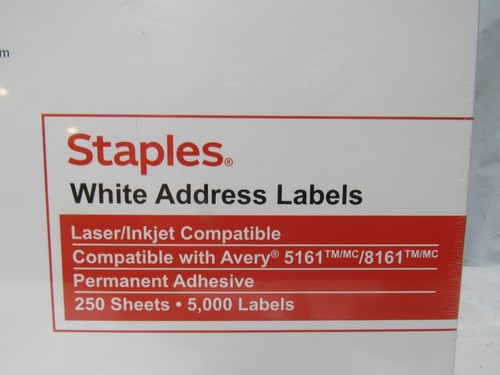 m
Staples®
White Address Labels
Laser/Inkjet Compatible
Compatible with Avery® 5161™/MC/8161™/MC
Permanent Adhesive
250 Sheets • 5,000 Labels